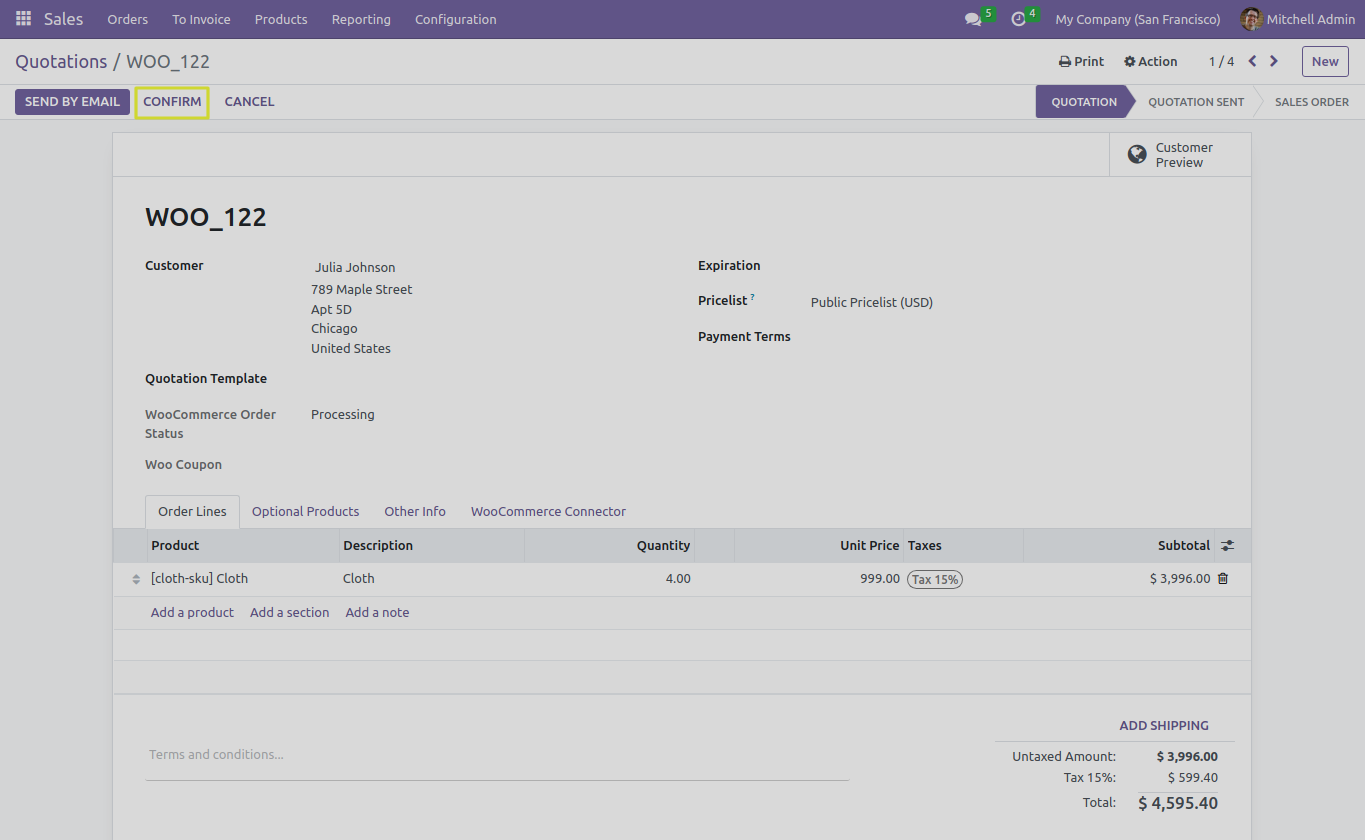 Sales Orders To Invoice Products Reporting Configuration 5 4 My Company (San Francisco) Mitchell Admin
Quotations / WOO_122 Print Action 1 / 4 New
SEND BY EMAIL CONFIRM CANCEL QUOTATION QUOTATION SENT SALES ORDER
Customer
Preview
WOO_122
Customer Julia Johnson
789 Maple Street
Apt 5D
Chicago
United States
Expiration
Pricelist ? Public Pricelist (USD)
Payment Terms
Quotation Template
WooCommerce Order
Status
Processing
Woo Coupon
Order Lines Optional Products Other Info WooCommerce Connector
Product Description Quantity Unit Price Taxes Subtotal
[cloth-sku] Cloth Cloth 4.00 999.00 Tax 15% $ 3,996.00
Add a product Add a section Add a note
ADD SHIPPING
Terms and conditions...
Untaxed Amount: $ 3,996.00
Tax 15%: $ 599.40
Total: $ 4,595.40